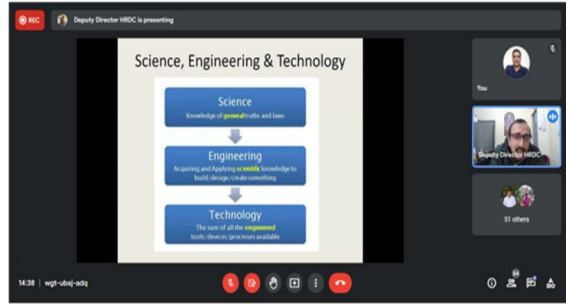 REC
Deputy Director HRDC is presenting
Science, Engineering & Technology
Science
Knowledge of general truths and laws
Engineering
Acquiring and Applying scientific knowledge to
build/design/create something
Technology
The sum of all the engineered
tools/devices/processes available
You
Deputy Director HRDC
51 others
14:38 | wgt-ubaj-adq
54